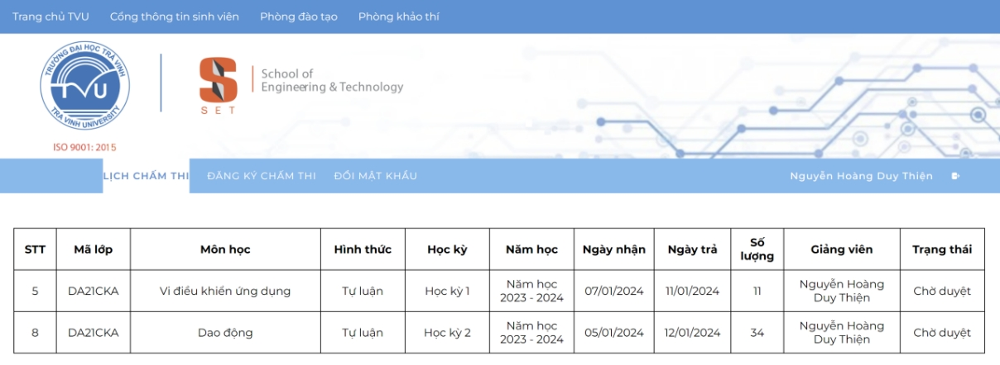 Trang chủ TVU Cổng thông tin sinh viên Phòng đào tạo Phòng khảo thí
TRƯỜNG ĐẠI HỌC TRÀ VINH
TVU
TRA VINH UNIVERSITY
ISO 9001: 2015
SET
School of
Engineering & Technology
LỊCH CHẤM THI ĐĂNG KÝ CHẤM THI ĐỔI MẬT KHẨU Nguyễn Hoàng Duy Thiện
STT Mã lớp Môn học Hình thức Học kỳ Năm học Ngày nhận Ngày trả Số lượng Giảng viên Trạng thái
5 DA21CKA Vi điều khiển ứng dụng Tự luận Học kỳ 1 Năm học 2023 - 2024 07/01/2024 11/01/2024 11 Nguyễn Hoàng Duy Thiện Chờ duyệt
8 DA21CKA Dao động Tự luận Học kỳ 2 Năm học 2023 - 2024 05/01/2024 12/01/2024 34 Nguyễn Hoàng Duy Thiện Chờ duyệt